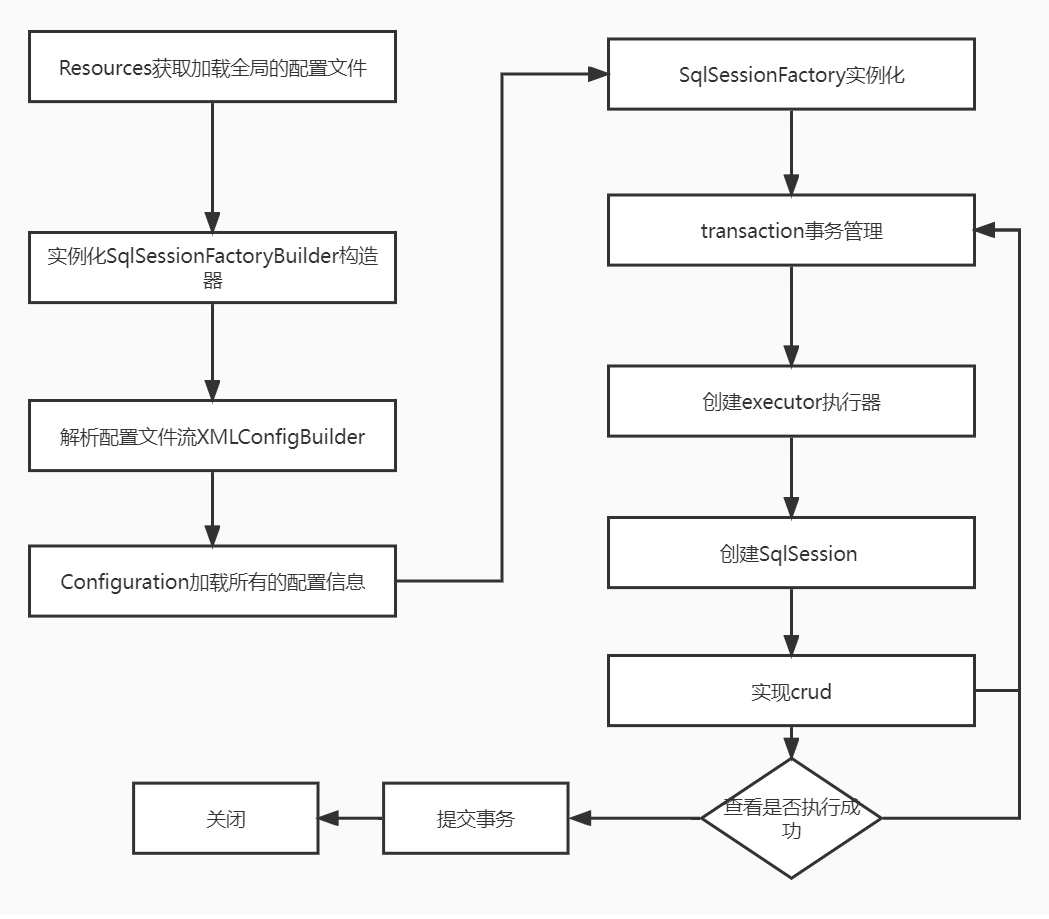 Resources获取加载全局的配置文件
实例化SqlSessionFactoryBuilder构造
器
解析配置文件流XMLConfigBuilder
Configuration加载所有的配置信息
SqlSessionFactory实例化
transaction事务管理
创建executor执行器
创建SqlSession
实现crud
查看是否执行成
功
提交事务
关闭